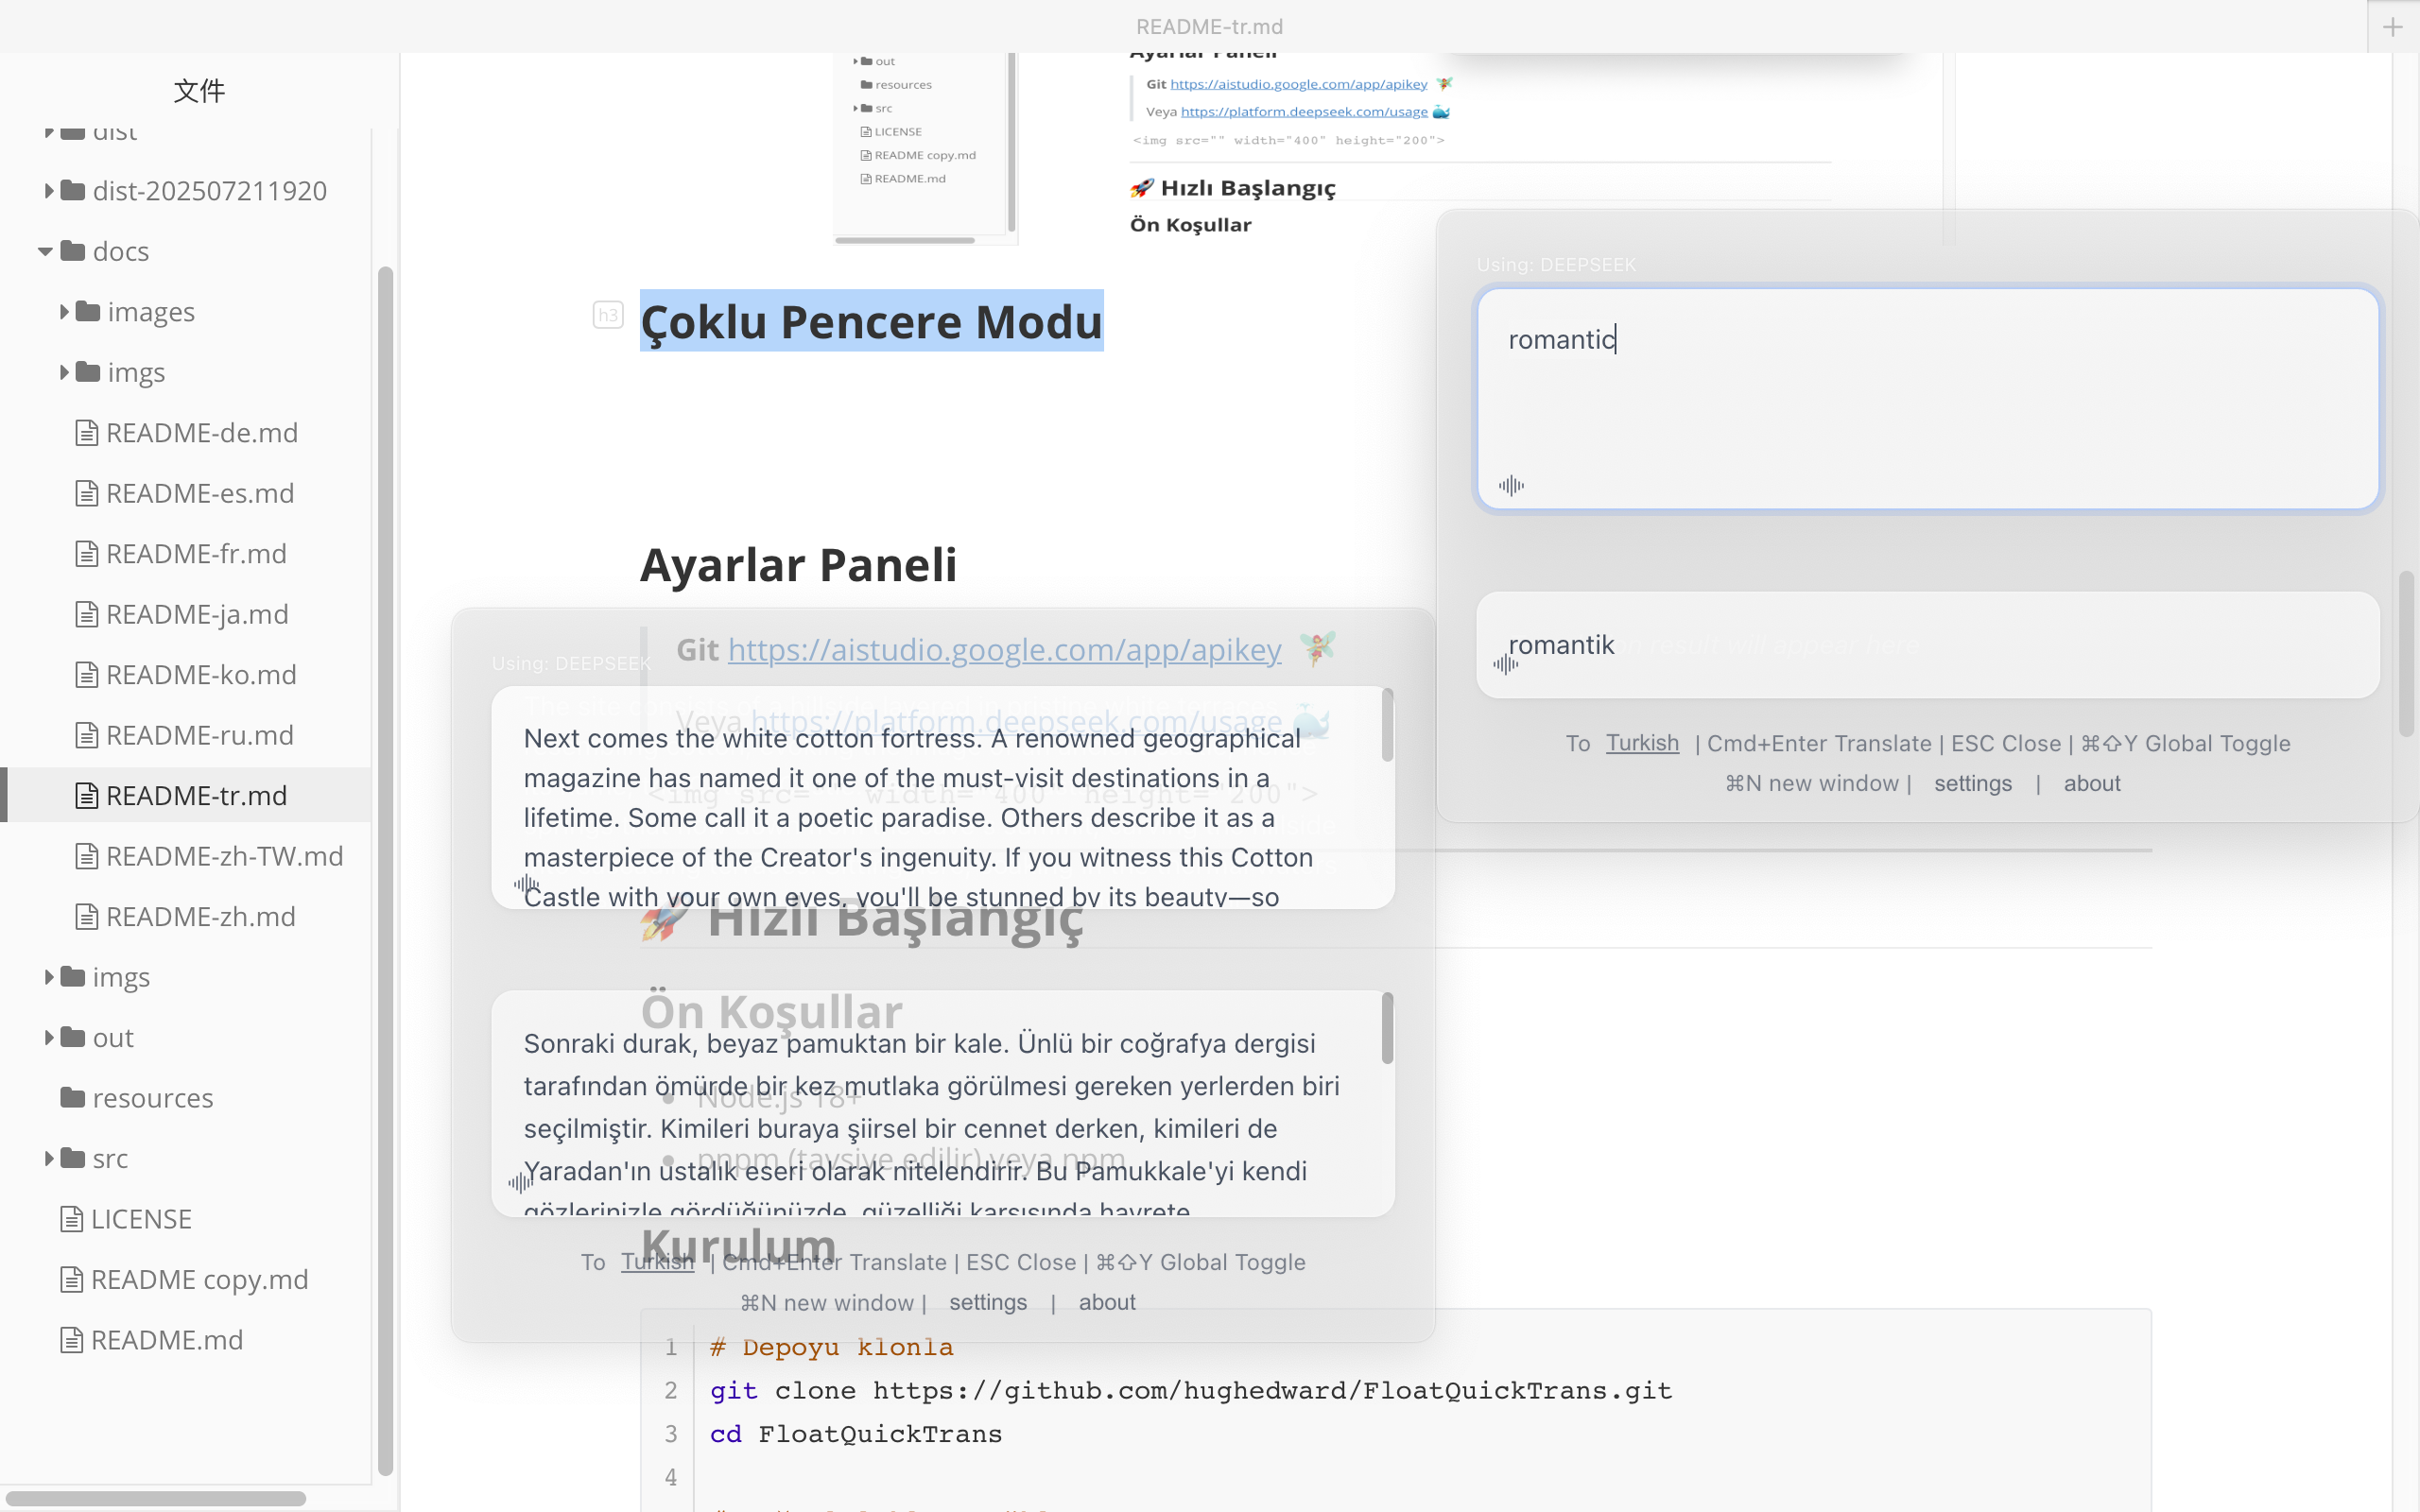 README-tr.md
文件
dist
dist-202507211920
docs
images
imgs
README-de.md
README-es.md
README-fr.md
README-ja.md
README-ko.md
README-ru.md
README-tr.md
README-zh-TW.md
README-zh.md
imgs
out
resources
src
LICENSE
README copy.md
README.md
out
resources
src
LICENSE
README copy.md
README.md
Ayarlar Paneli
Git https://aistudio.google.com/app/apikey 🧚
Veya https://platform.deepseek.com/usage 🐳
<img src="" width="400" height="200">
🚀 Hızlı Başlangıç
Ön Koşullar
h3
Çoklu Pencere Modu
Ayarlar Paneli
Git https://aistudio.google.com/app/apikey 🧚
Veya https://platform.deepseek.com/usage 🐳
<img src="" width="400" height="200">
🚀 Hızlı Başlangıç
Ön Koşullar
Node.js 18+
pnpm (tavsiye edilir) veya npm
Kurulum
1 # Depoyu klonla
2 git clone https://github.com/hughedward/FloatQuickTrans.git
3 cd FloatQuickTrans
4
Using: DEEPSEEK
Next comes the white cotton fortress. A renowned geographical
magazine has named it one of the must-visit destinations in a
lifetime. Some call it a poetic paradise. Others describe it as a
masterpiece of the Creator's ingenuity. If you witness this Cotton
Castle with your own eyes, you'll be stunned by its beauty—so
Sonraki durak, beyaz pamuktan bir kale. Ünlü bir coğrafya dergisi
tarafından ömürde bir kez mutlaka görülmesi gereken yerlerden biri
seçilmiştir. Kimileri buraya şiirsel bir cennet derken, kimileri de
Yaradan'ın ustalık eseri olarak nitelendirir. Bu Pamukkale'yi kendi
gözlerinizle gördüğünüzde, güzelliği karşısında hayrete
To Turkish | Cmd+Enter Translate | ESC Close | ⌘⇧Y Global Toggle
⌘N new window | settings | about
Using: DEEPSEEK
romantic
romantik
result will appear here
To Turkish | Cmd+Enter Translate | ESC Close | ⌘⇧Y Global Toggle
⌘N new window | settings | about